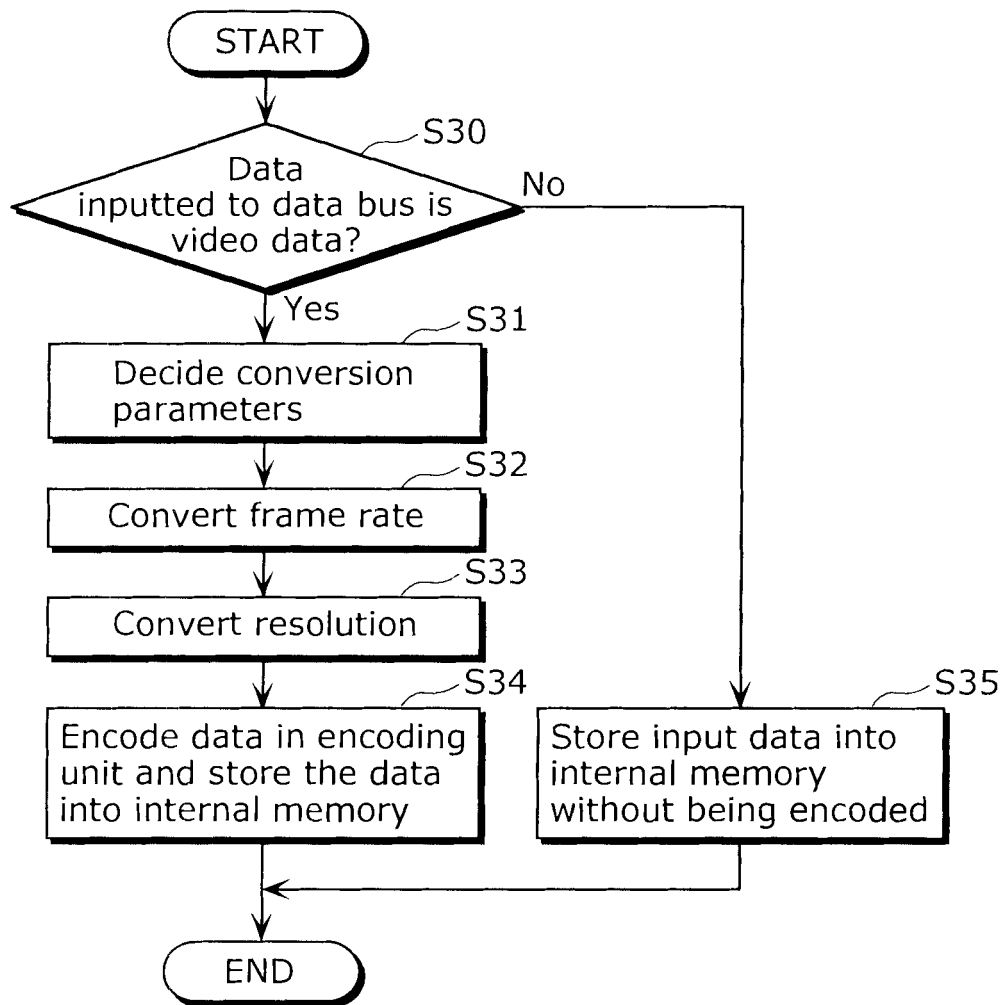 START
S30
Data
inputted to data bus is
video data?
No
Yes
S31
Decide conversion
parameters
S32
Convert frame rate
S33
Convert resolution
S34
Encode data in encoding
unit and store the data
into internal memory
S35
Store input data into
internal memory
without being encoded
END